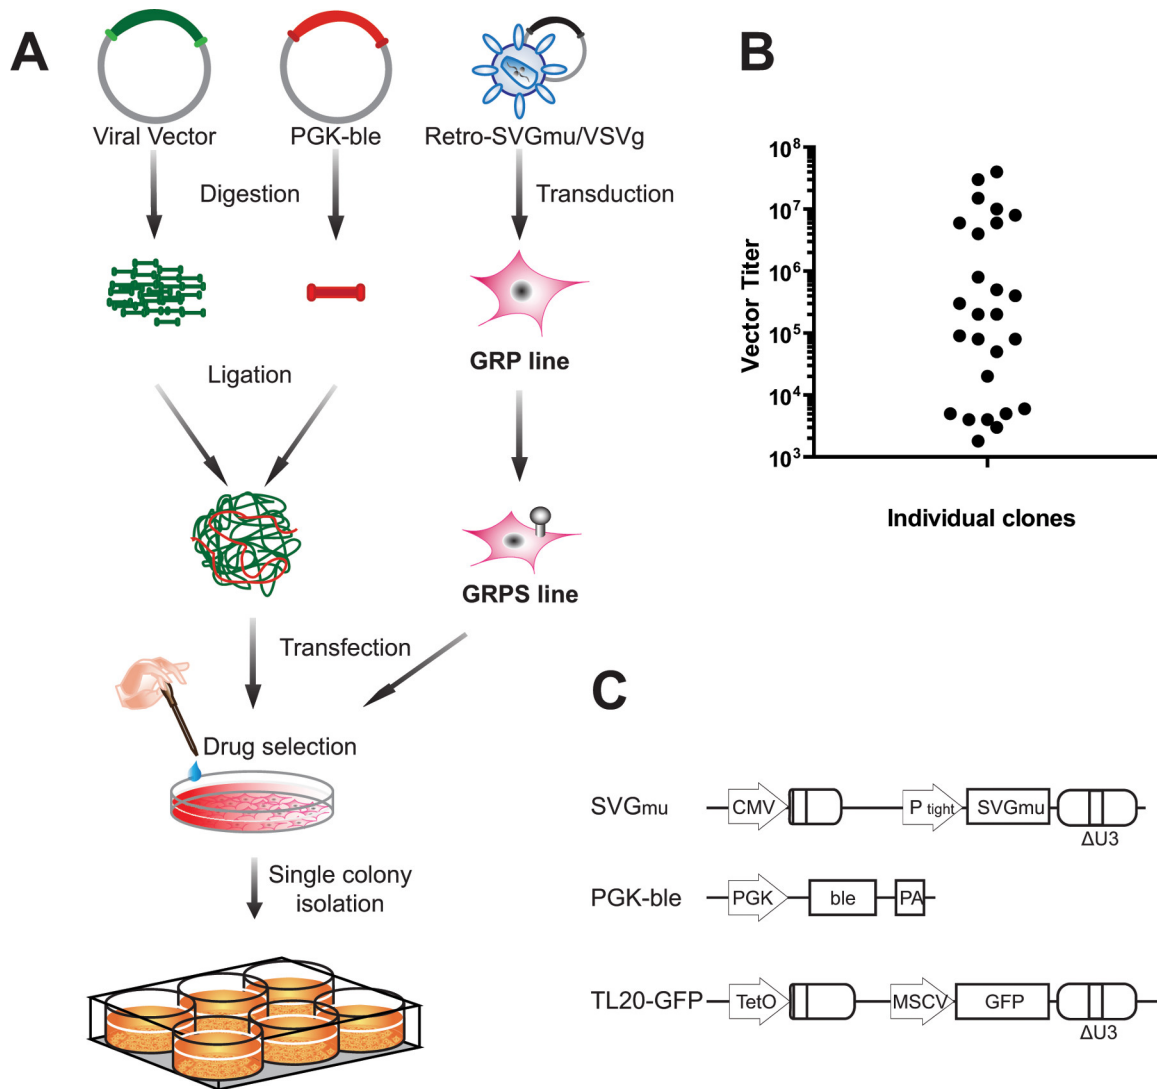 A
Viral Vector
PGK-ble
Retro-SVGmu/VSVg
Digestion
Transduction
GRP line
Ligation
GRPS line
Transfection
Drug selection
Single colony
isolation
B
Vector Titer
10⁸
10⁷
10⁶
10⁵
10⁴
10³
Individual clones
C
SVGmu CMV P tight SVGmu
ΔU3
PGK-ble PGK ble PA
TL20-GFP TetO MSCV GFP
ΔU3